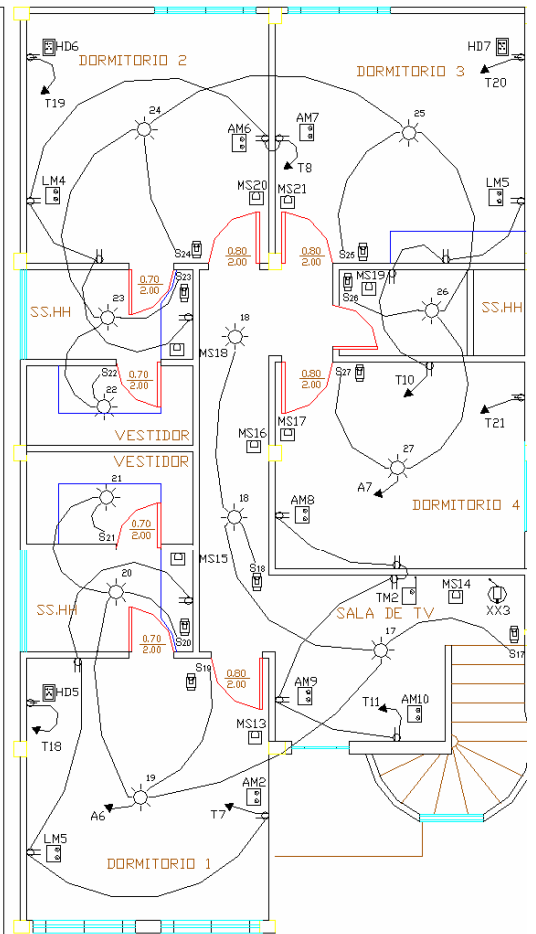 HD6
DORMITORIO 2
HD7
DORMITORIO 3
T19
T20
24
25
AM6
AM7
T8
LM4
MS20
MS21
LM5
S24
0.80
2.00
0.80
2.00
S25
0.70
2.00
S23
MS19
S26
26
SS.HH
23
SS.HH
18
MS18
S22
0.70
2.00
22
0.80
2.00
S27
T10
T21
VESTIDOR
MS16
MS17
VESTIDOR
27
A7
21
DORMITORIO 4
S21
0.70
2.00
18
AM8
MS15
S18
20
TM2
MS14
XX3
SS.HH
SALA DE TV
S20
17
S17
0.70
2.00
S19
0.80
2.00
HD5
AM9
T11
AM10
T18
MS13
19
A6
AM2
T7
LM5
DORMITORIO 1